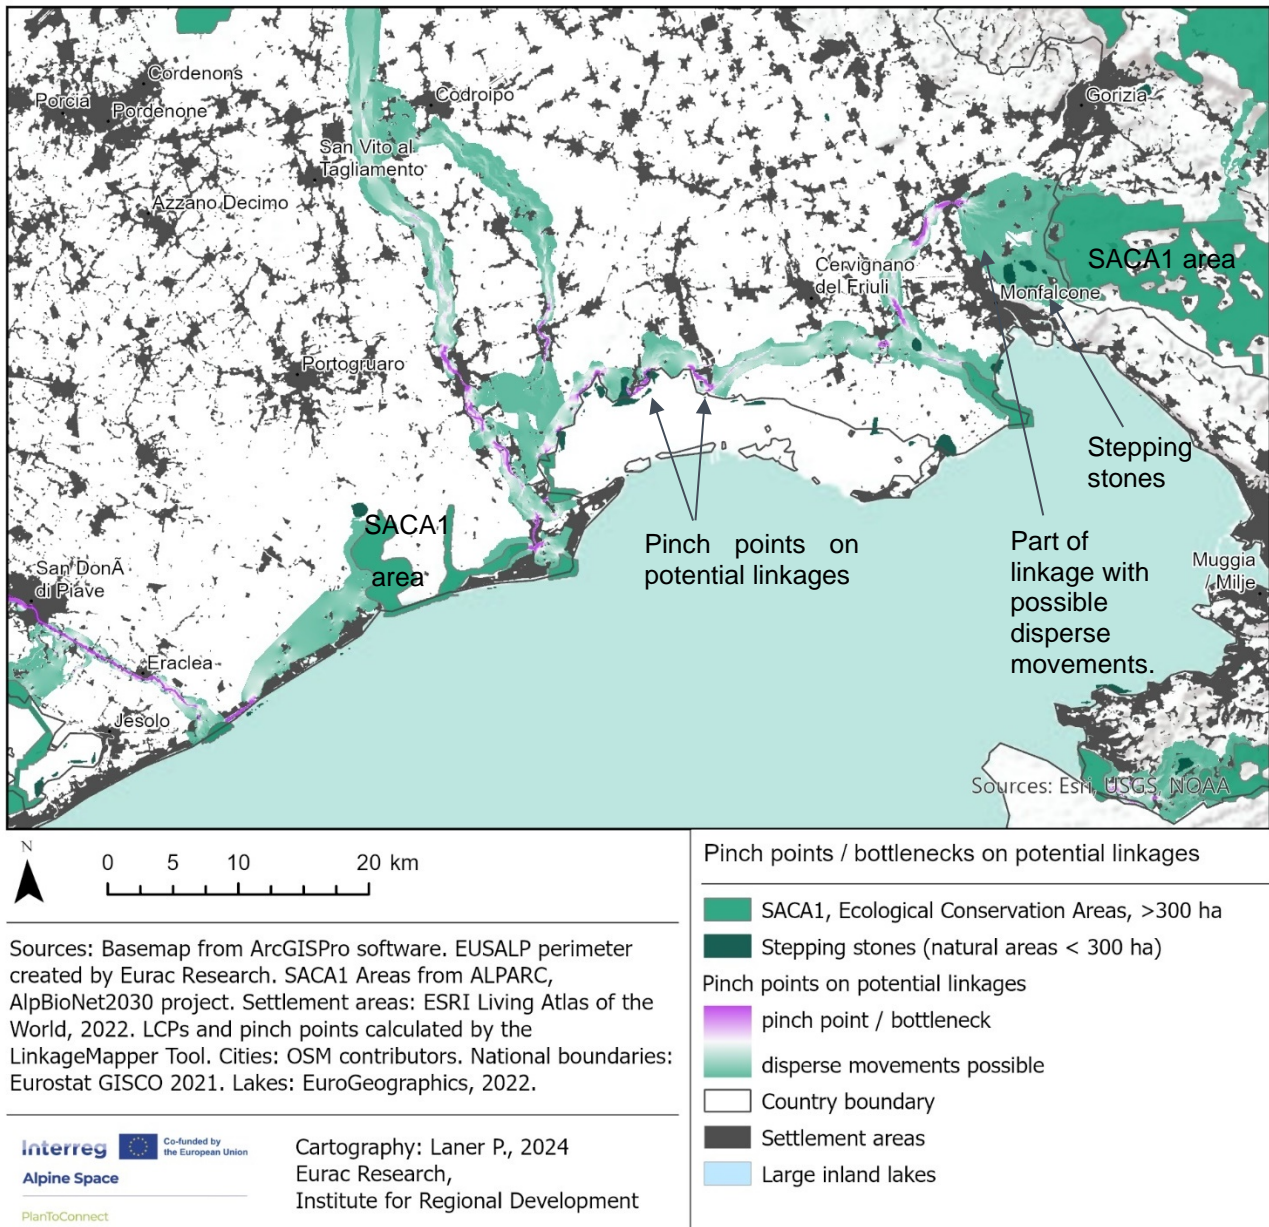 Cordenons
Porcia
Pordenone
Codroipo
Gorizia
San Vito al
Tagliamento
Azzano Decimo
SACA1 area
Cervignano
del Friuli
Monfalcone
Portogruaro
Stepping
stones
SACA1
area
Pinch points on
potential linkages
Part of
linkage with
possible
disperse
movements.
San DonÃ
di Piave
Muggia
/ Milje
Eraclea
Jesolo
Sources: Esri, USGS, NOAA
N
0 5 10 20 km
Sources: Basemap from ArcGISPro software. EUSALP perimeter
created by Eurac Research. SACA1 Areas from ALPARC,
AlpBioNet2030 project. Settlement areas: ESRI Living Atlas of the
World, 2022. LCPs and pinch points calculated by the
LinkageMapper Tool. Cities: OSM contributors. National boundaries:
Eurostat GISCO 2021. Lakes: EuroGeographics, 2022.
Interreg
Co-funded by
the European Union
Alpine Space
PlanToConnect
Cartography: Laner P., 2024
Eurac Research,
Institute for Regional Development
Pinch points / bottlenecks on potential linkages
SACA1, Ecological Conservation Areas, >300 ha
Stepping stones (natural areas < 300 ha)
Pinch points on potential linkages
pinch point / bottleneck
disperse movements possible
Country boundary
Settlement areas
Large inland lakes